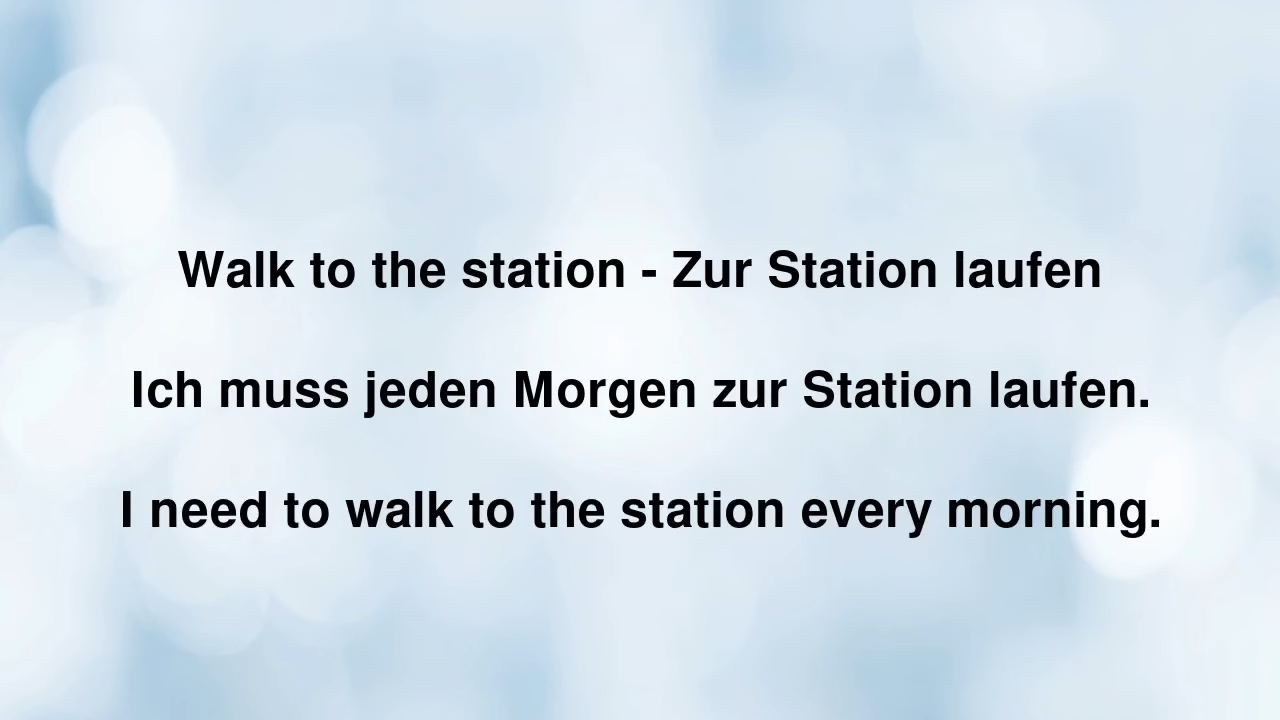 Walk to the station - Zur Station laufen
Ich muss jeden Morgen zur Station laufen.
I need to walk to the station every morning.